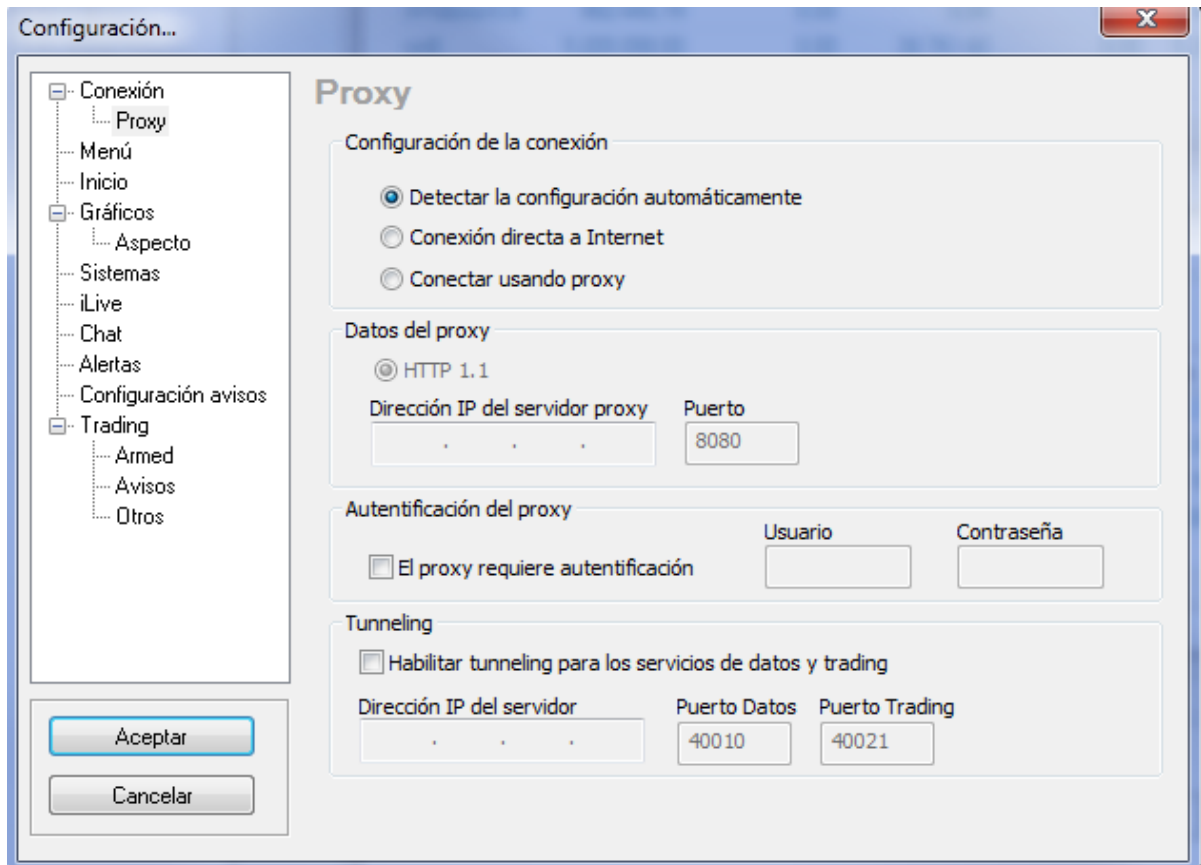 Configuración...
Conexión
Proxy
Menú
Inicio
Gráficos
Aspecto
Sistemas
iLive
Chat
Alertas
Configuración avisos
Trading
Armed
Avisos
Otros
Aceptar
Cancelar
Proxy
Configuración de la conexión
Detectar la configuración automáticamente
Conexión directa a Internet
Conectar usando proxy
Datos del proxy
HTTP 1.1
Dirección IP del servidor proxy Puerto
. . . 8080
Autentificación del proxy
Usuario Contraseña
El proxy requiere autentificación
Tunneling
Habilitar tunneling para los servicios de datos y trading
Dirección IP del servidor Puerto Datos Puerto Trading
. . . 40010 40021